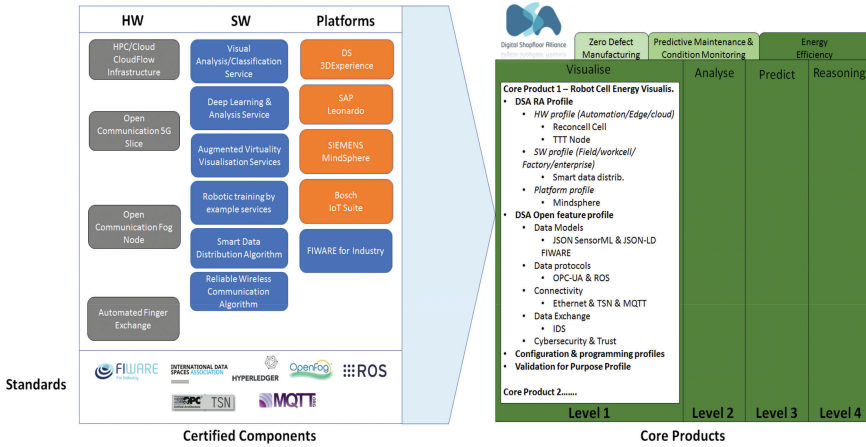 HW
SW
Platforms
HPC/Cloud
CloudFlow
Infrastructure
Open
Communication 5G
Slice
Open
Communication Fog
Node
Automated Finger
Exchange
Visual
Analysis/Classification
Service
Deep Learning &
Analysis Service
Augmented Virtuality
Visualisation Services
Robotic training by
example services
Smart Data
Distribution Algorithm
Reliable Wireless
Communication
Algorithm
DS
3DExperience
SAP
Leonardo
SIEMENS
MindSphere
Bosch
IoT Suite
FIWARE for Industry
Standards
FIWARE
for Industry
INTERNATIONAL DATA
SPACES ASSOCIATION
HYPERLEDGER
OpenFog
ROS
OPC
TSN
MQTT
Certified Components
Digital Shopfloor Alliance
Zero Defect
Manufacturing
Predictive Maintenance &
Condition Monitoring
Energy
Efficiency
Visualise
Analyse
Predict
Reasoning
Core Product 1 – Robot Cell Energy Visualis.
• DSA RA Profile
• HW profile (Automation/Edge/cloud)
• Reconcell Cell
• TTT Node
• SW profile (Field/workcell/
Factory/enterprise)
• Smart data distrib.
• Platform profile
• Mindsphere
• DSA Open feature profile
• Data Models
• JSON SensorML & JSON-LD
FIWARE
• Data protocols
• OPC-UA & ROS
• Connectivity
• Ethernet & TSN & MQTT
• Data Exchange
• IDS
• Cybersecurity & Trust
• Configuration & programming profiles
• Validation for Purpose Profile
Core Product 2.......
Level 1
Level 2
Level 3
Level 4
Core Products